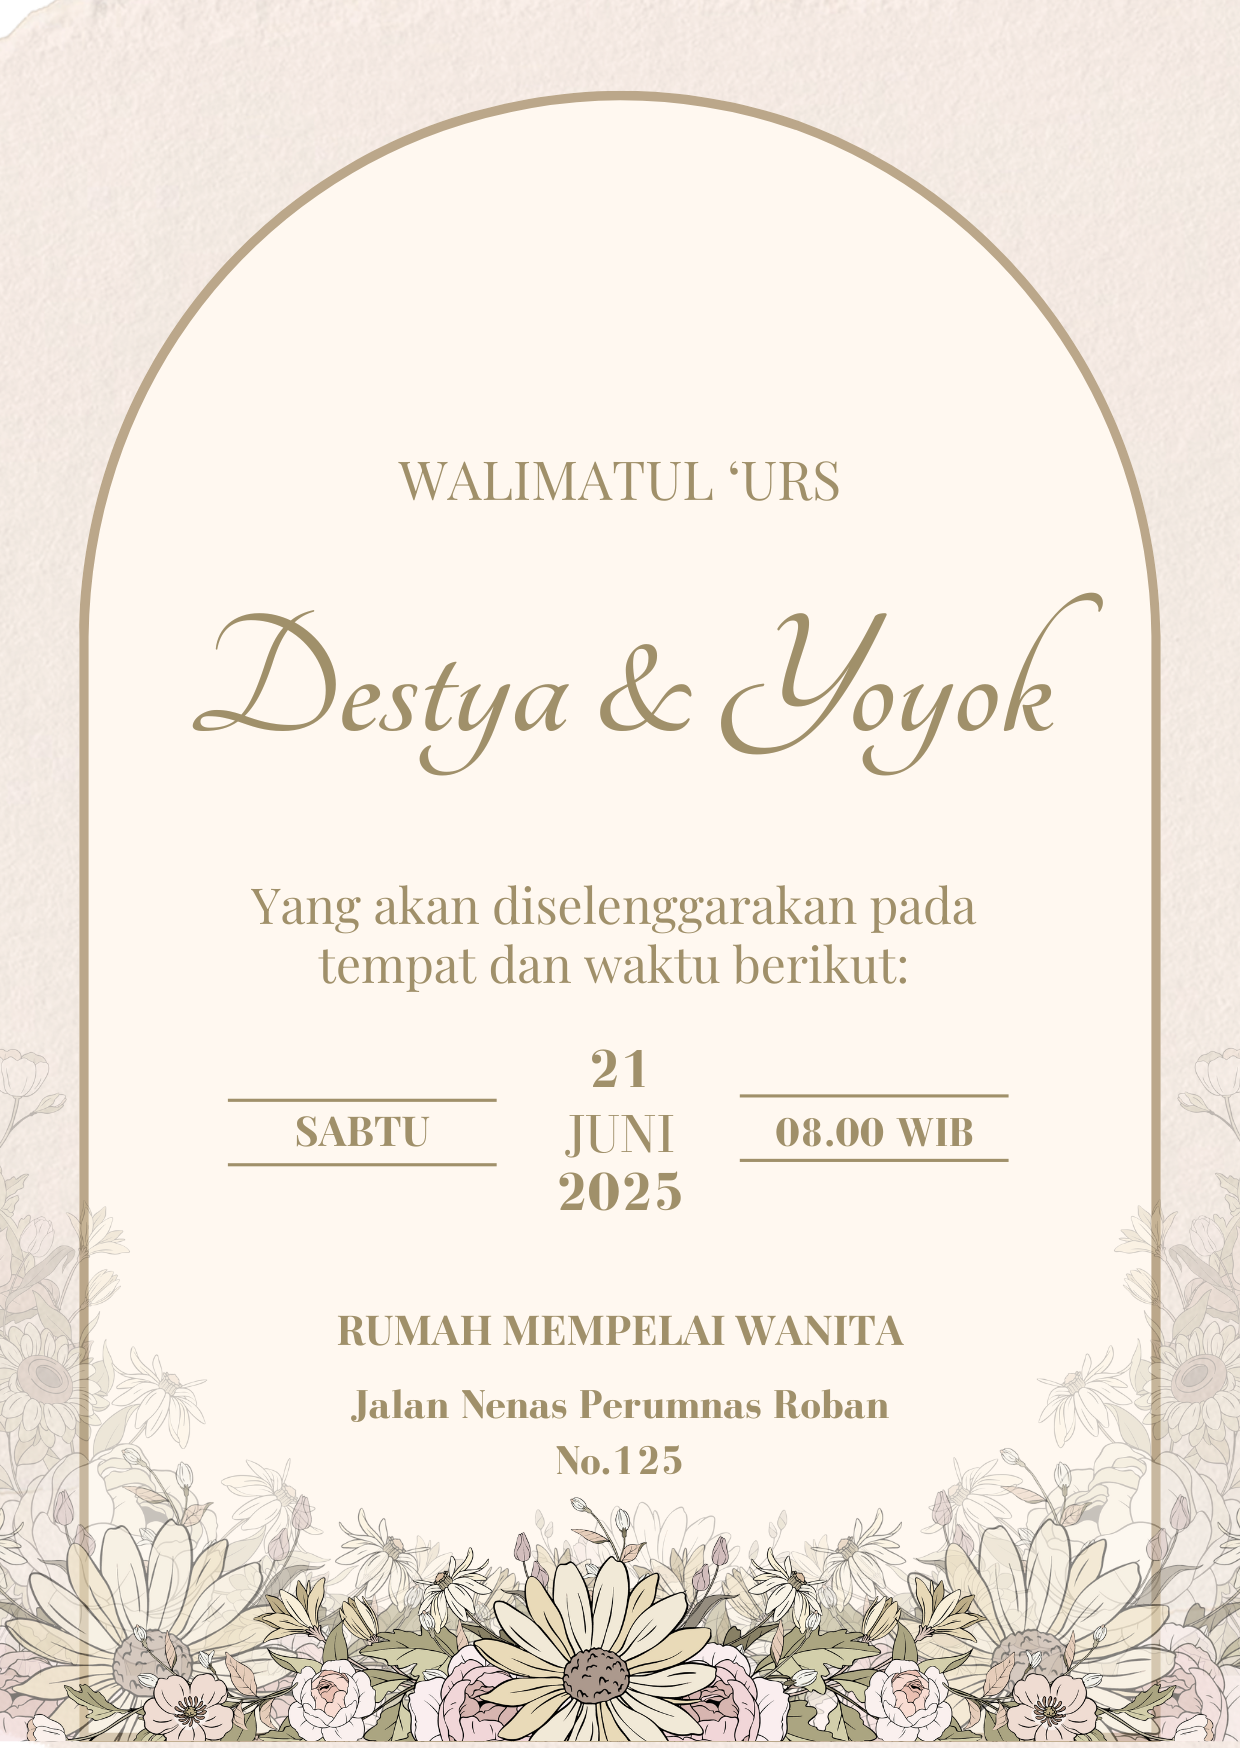 WALIMATUL ‘URS
Destya & Yoyok
Yang akan diselenggarakan pada
tempat dan waktu berikut:
SABTU
21
JUNI
2025
08.00 WIB
RUMAH MEMPELAI WANITA
Jalan Nenas Perumnas Roban
No.125